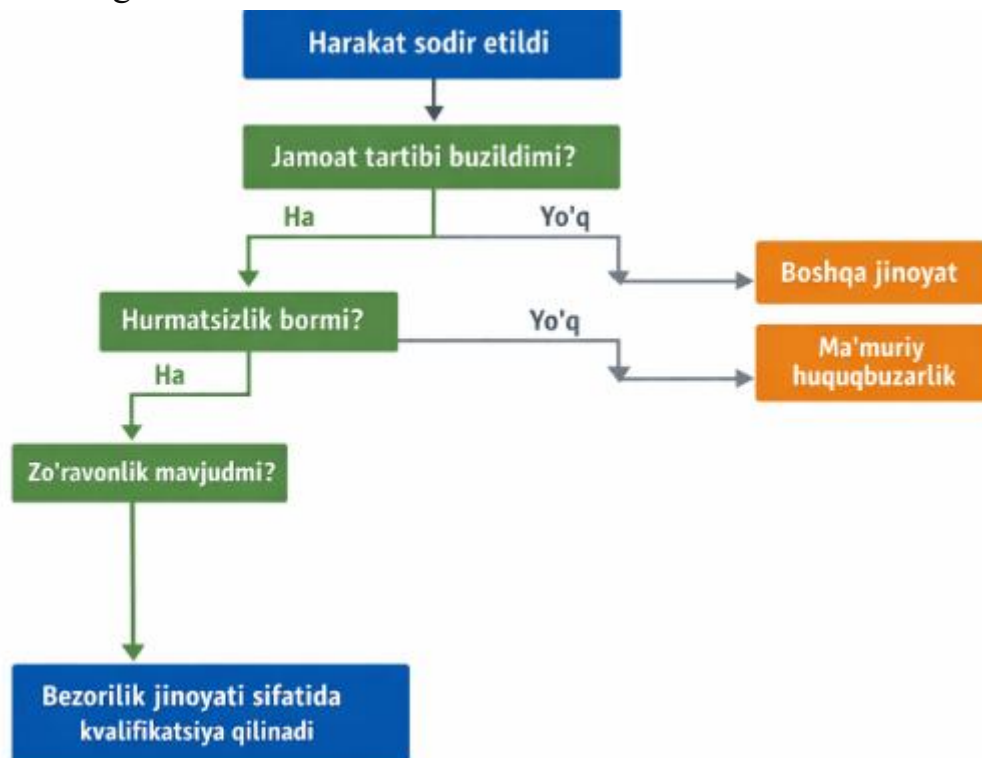 Harakat sodir etildi
Jamoat tartibi buzildimi?
Ha
Yo'q
Boshqa jinoyat
Hurmatsizlik bormi?
Yo'q
Ma'muriy
huquqbuzarlik
Ha
Zo'ravonlik mavjudmi?
Bezorilik jinoyati sifatida
kvalifikatsiya qilinadi